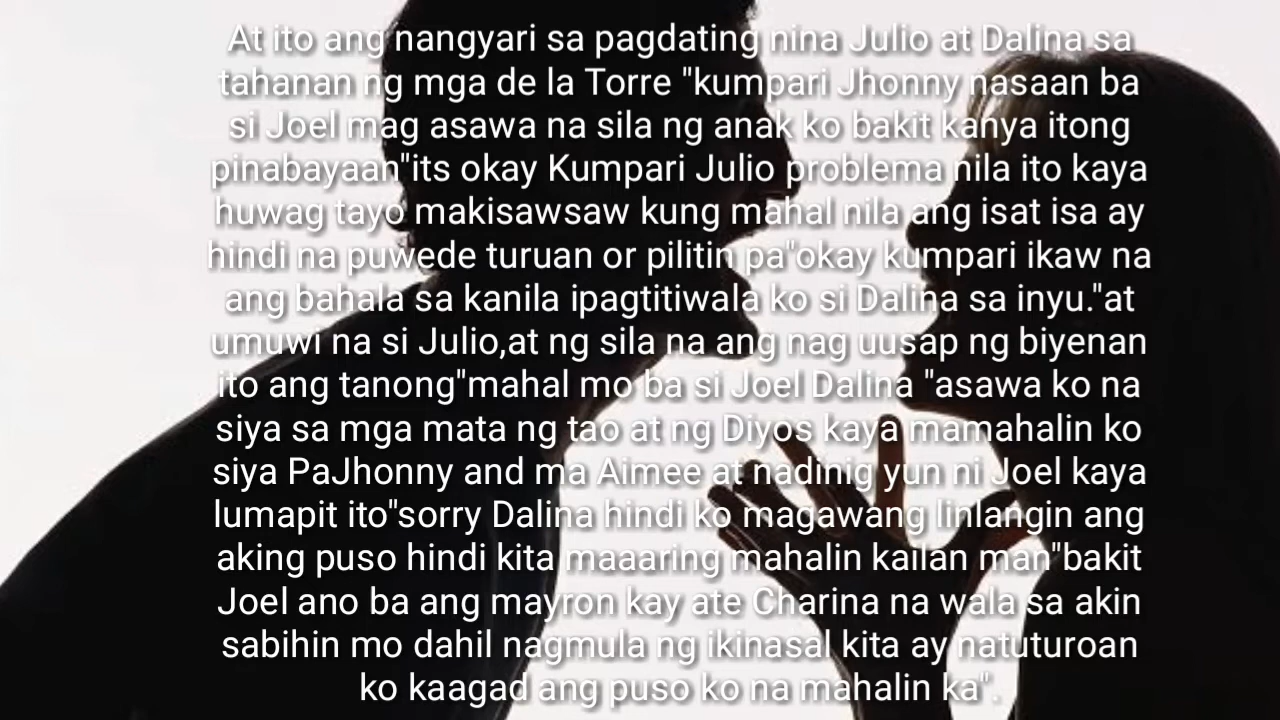 At ito ang nangyari sa pagdating nina Julio at Dalina sa
tahanan ng mga de la Torre "kumpari Jhonny nasaan ba
si Joel mag asawa na sila ng anak ko bakit kanya itong
pinabayaan"its okay Kumpari Julio problema nila ito kaya
huwag tayo makisawsaw kung mahal nila ang isat isa ay
hindi na puwede turuan or pilitin pa"okay kumpari ikaw na
ang bahala sa kanila ipagtitiwala ko si Dalina sa inyu."at
umuwi na si Julio,at ng sila na ang nag uusap ng biyenan
ito ang tanong"mahal mo ba si Joel Dalina "asawa ko na
siya sa mga mata ng tao at ng Diyos kaya mamahalin ko
siya PaJhonny and ma Aimee at nadinig yun ni Joel kaya
lumapit ito"sorry Dalina hindi ko magawang linlangin ang
aking puso hindi kita maaaring mahalin kailan man"bakit
Joel ano ba ang mayron kay ate Charina na wala sa akin
sabihin mo dahil nagmula ng ikinasal kita ay natuturoan
ko kaagad ang puso ko na mahalin ka".